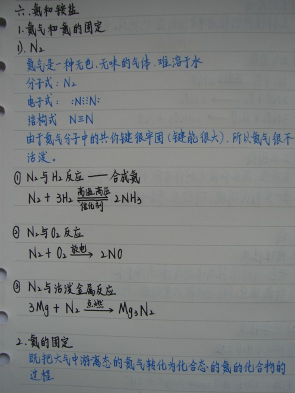 六. 氨和铵盐
1. 氮气和氮的固定
1). N₂
氮气是一种无色.无味的气体.难溶于水
分子式: N₂
电子式: :N⋮⋮N:
结构式 N≡N
由于氮气分子中的共价键很牢固(键能很大).所以氮气很不
活泼。
① N₂与H₂反应 —— 合成氨
N₂ + 3H₂ ⇌ 2NH₃ (高温.高压 催化剂)
② N₂与O₂反应
N₂ + O₂ —放电→ 2NO
③ N₂与活泼金属反应
3Mg + N₂ —点燃→ Mg₃N₂
2. 氮的固定
既把大气中游离态的氮气转化为化合态的氮的化合物的
过程